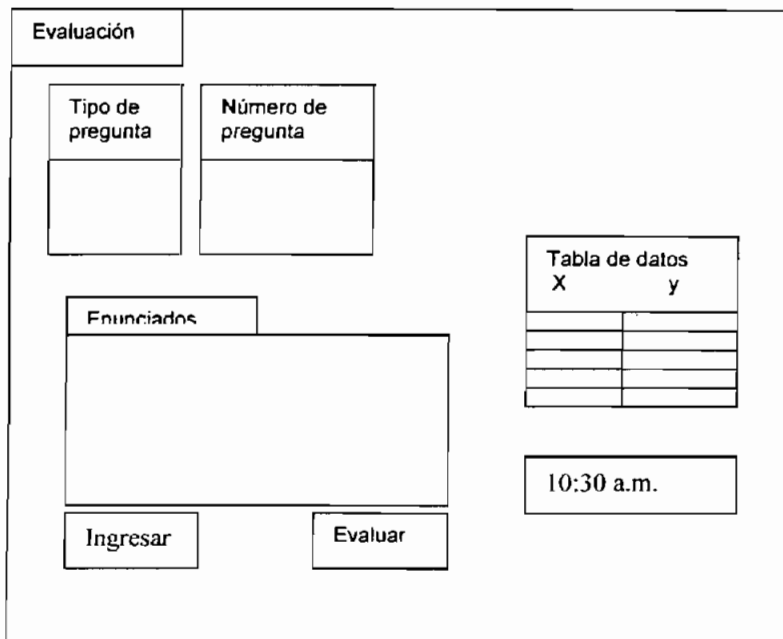 Evaluación
Tipo de
pregunta
Número de
pregunta
Tabla de datos
X y
Enunciados
10:30 a.m.
Ingresar
Evaluar